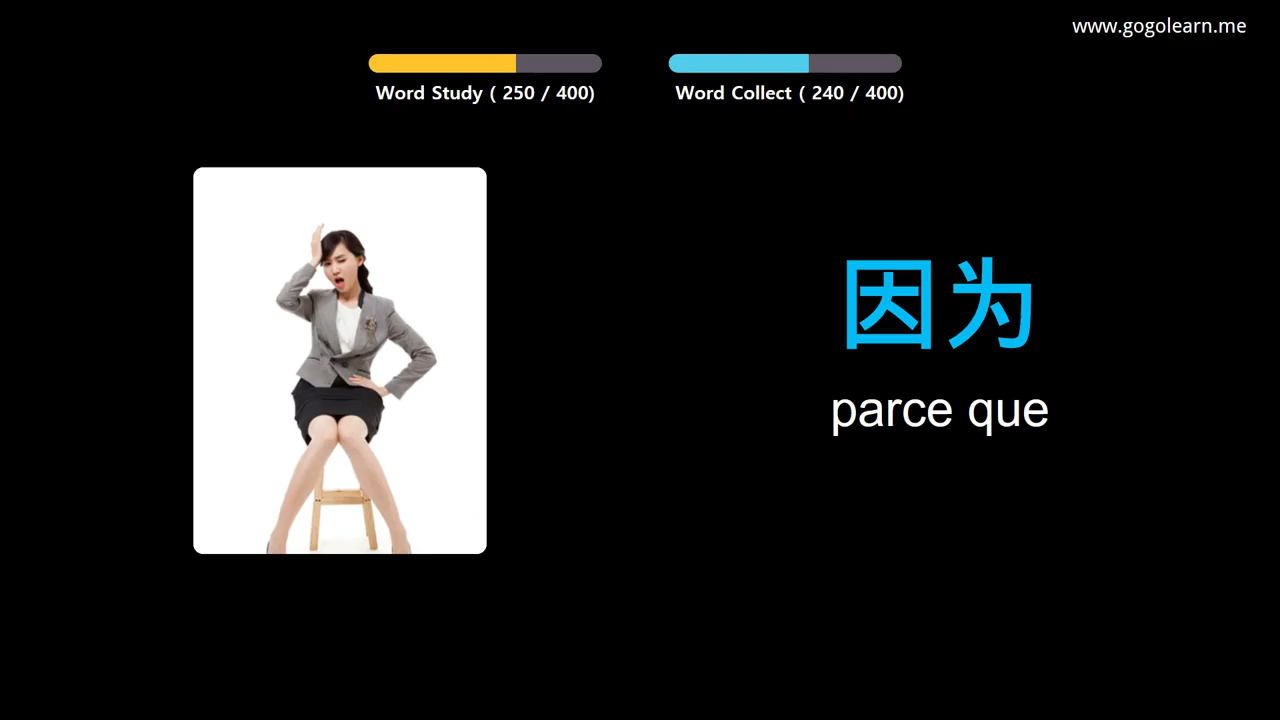 www.gogolearn.me
Word Study ( 250 / 400)
Word Collect ( 240 / 400)
因为
parce que